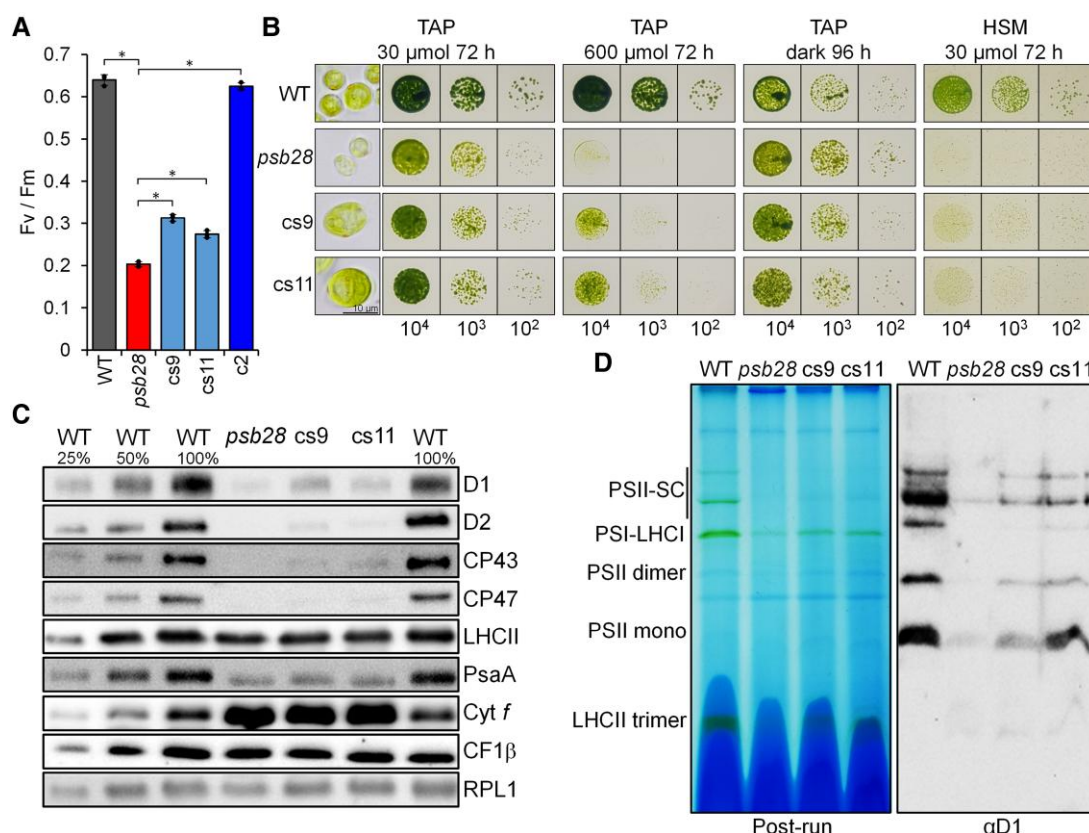 A
Fv / Fm
0.7
0.6
0.5
0.4
0.3
0.2
0.1
0
* * * *
WT psb28 cs9 cs11 c2
B
TAP TAP TAP HSM
30 µmol 72 h 600 µmol 72 h dark 96 h 30 µmol 72 h
WT
psb28
cs9
cs11
10 µm
10⁴ 10³ 10² 10⁴ 10³ 10² 10⁴ 10³ 10² 10⁴ 10³ 10²
C
WT WT WT psb28 cs9 cs11 WT
25% 50% 100% 100%
D1
D2
CP43
CP47
LHCII
PsaA
Cyt f
CF1β
RPL1
D
WT psb28 cs9 cs11 WT psb28 cs9 cs11
PSII-SC
PSI-LHCI
PSII dimer
PSII mono
LHCII trimer
Post-run αD1